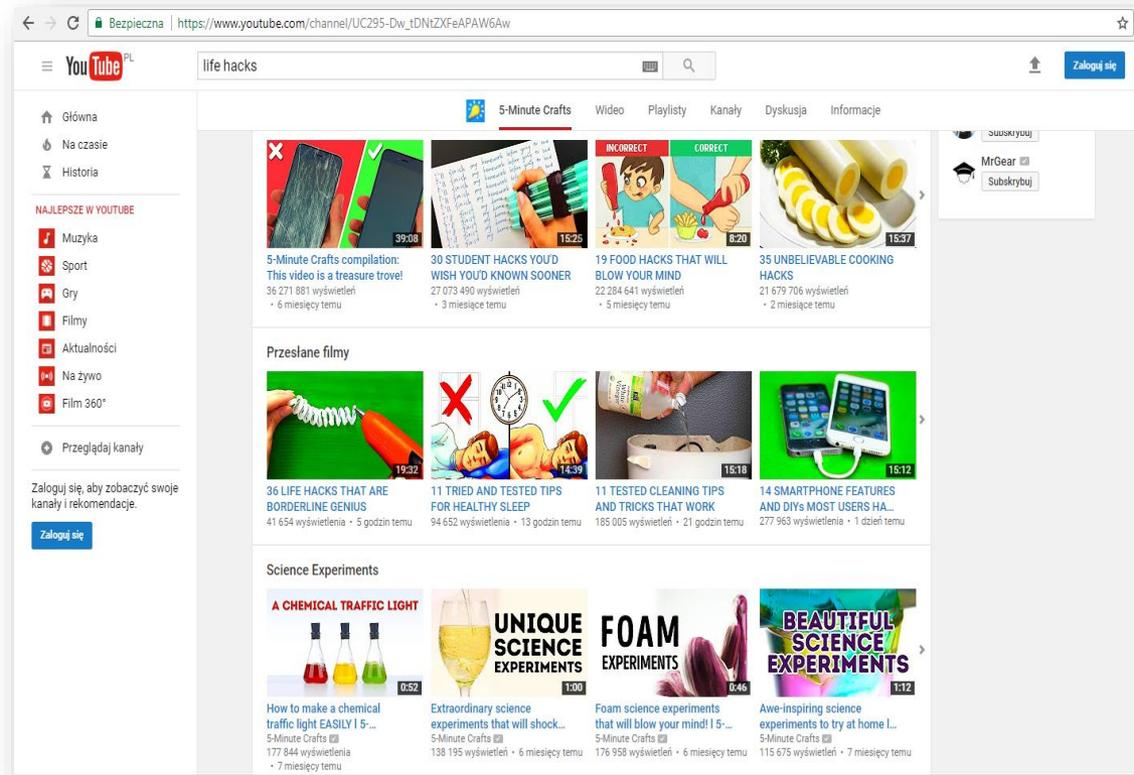 Bezpieczna | https://www.youtube.com/channel/UC295-Dw_tDNtZXFeAPAW6Aw
YouTube PL
life hacks
Zaloguj się
5-Minute Crafts Wideo Playlisty Kanały Dyskusja Informacje
Główna
Na czasie
Historia
NAJLEPSZE W YOUTUBE
Muzyka
Sport
Gry
Filmy
Aktualności
Na żywo
Film 360°
Przeglądaj kanały
Zaloguj się, aby zobaczyć swoje
kanały i rekomendacje.
Zaloguj się
39:08
5-Minute Crafts compilation:
This video is a treasure trove!
36 271 881 wyświetleń
• 6 miesięcy temu
15:25
30 STUDENT HACKS YOU'D
WISH YOU'D KNOWN SOONER
27 073 490 wyświetleń
• 3 miesiące temu
INCORRECT CORRECT
8:20
19 FOOD HACKS THAT WILL
BLOW YOUR MIND
22 284 641 wyświetleń
• 5 miesięcy temu
15:37
35 UNBELIEVABLE COOKING
HACKS
21 679 706 wyświetleń
• 2 miesiące temu
Subskrybuj
MrGear
Subskrybuj
Przesłane filmy
19:32
36 LIFE HACKS THAT ARE
BORDERLINE GENIUS
41 654 wyświetlenia • 5 godzin temu
14:39
11 TRIED AND TESTED TIPS
FOR HEALTHY SLEEP
94 652 wyświetlenia • 13 godzin temu
White
Vinegar
15:18
11 TESTED CLEANING TIPS
AND TRICKS THAT WORK
185 005 wyświetleń • 21 godzin temu
15:12
14 SMARTPHONE FEATURES
AND DIYs MOST USERS HA...
277 963 wyświetlenia • 1 dzień temu
Science Experiments
A CHEMICAL TRAFFIC LIGHT
0:52
How to make a chemical
traffic light EASILY l 5-...
5-Minute Crafts
177 844 wyświetlenia
• 7 miesięcy temu
UNIQUE
SCIENCE
EXPERIMENTS
1:00
Extraordinary science
experiments that will shock...
5-Minute Crafts
138 195 wyświetleń • 6 miesięcy temu
FOAM
EXPERIMENTS
0:46
Foam science experiments
that will blow your mind! l 5-...
5-Minute Crafts
176 958 wyświetleń • 6 miesięcy temu
BEAUTIFUL
SCIENCE
EXPERIMENTS
1:12
Awe-inspiring science
experiments to try at home l...
5-Minute Crafts
115 675 wyświetleń • 7 miesięcy temu